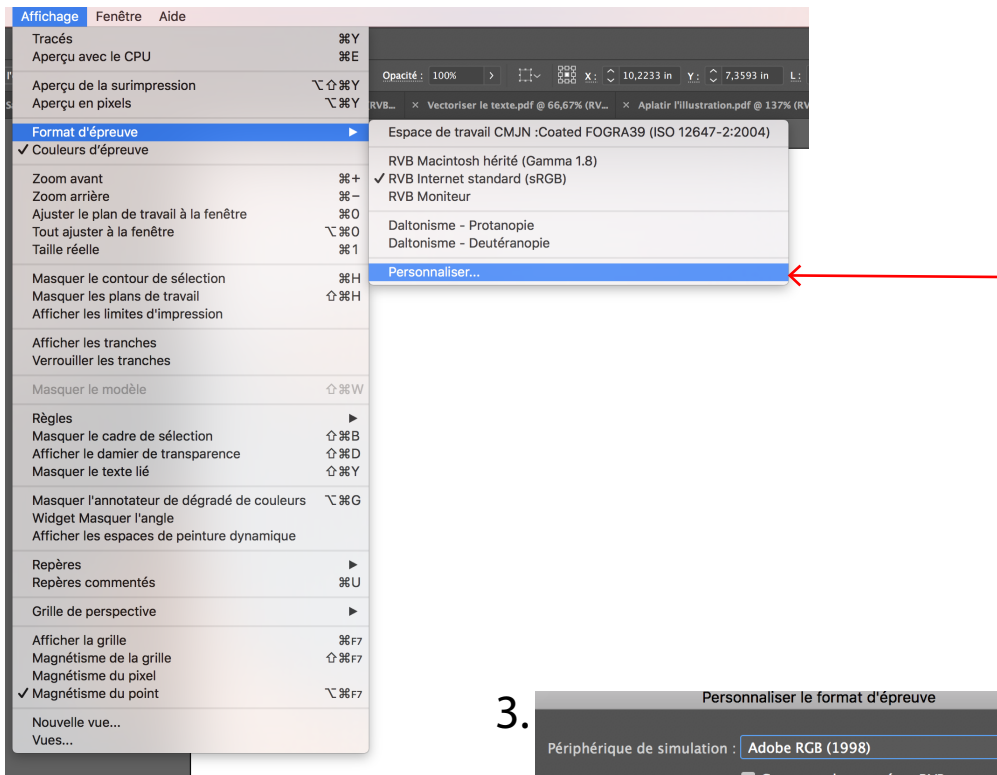 Affichage Fenêtre Aide
Tracés ⌘Y
Aperçu avec le CPU ⌘E
Aperçu de la surimpression ⌥⇧⌘Y
Aperçu en pixels ⌥⌘Y
Format d'épreuve ▶
✓ Couleurs d'épreuve
Zoom avant ⌘+
Zoom arrière ⌘−
Ajuster le plan de travail à la fenêtre ⌘0
Tout ajuster à la fenêtre ⌥⌘0
Taille réelle ⌘1
Masquer le contour de sélection ⌘H
Masquer les plans de travail ⇧⌘H
Afficher les limites d'impression
Afficher les tranches
Verrouiller les tranches
Masquer le modèle ⇧⌘W
Règles ▶
Masquer le cadre de sélection ⇧⌘B
Afficher le damier de transparence ⇧⌘D
Masquer le texte lié ⇧⌘Y
Masquer l'annotateur de dégradé de couleurs ⌥⌘G
Widget Masquer l'angle
Afficher les espaces de peinture dynamique
Repères ▶
Repères commentés ⌘U
Grille de perspective ▶
Afficher la grille ⌘F7
Magnétisme de la grille ⇧⌘F7
Magnétisme du pixel
✓ Magnétisme du point ⌥⌘F7
Nouvelle vue...
Vues...
Opacité : 100% > X : 10,2233 in Y : 7,3593 in L :
RVB... × Vectoriser le texte.pdf @ 66,67% (RV... × Aplatir l'illustration.pdf @ 137% (RV
Espace de travail CMJN :Coated FOGRA39 (ISO 12647-2:2004)
RVB Macintosh hérité (Gamma 1.8)
✓ RVB Internet standard (sRGB)
RVB Moniteur
Daltonisme - Protanopie
Daltonisme - Deutéranopie
Personnaliser...
3.
Personnaliser le format d'épreuve
Périphérique de simulation : Adobe RGB (1998)